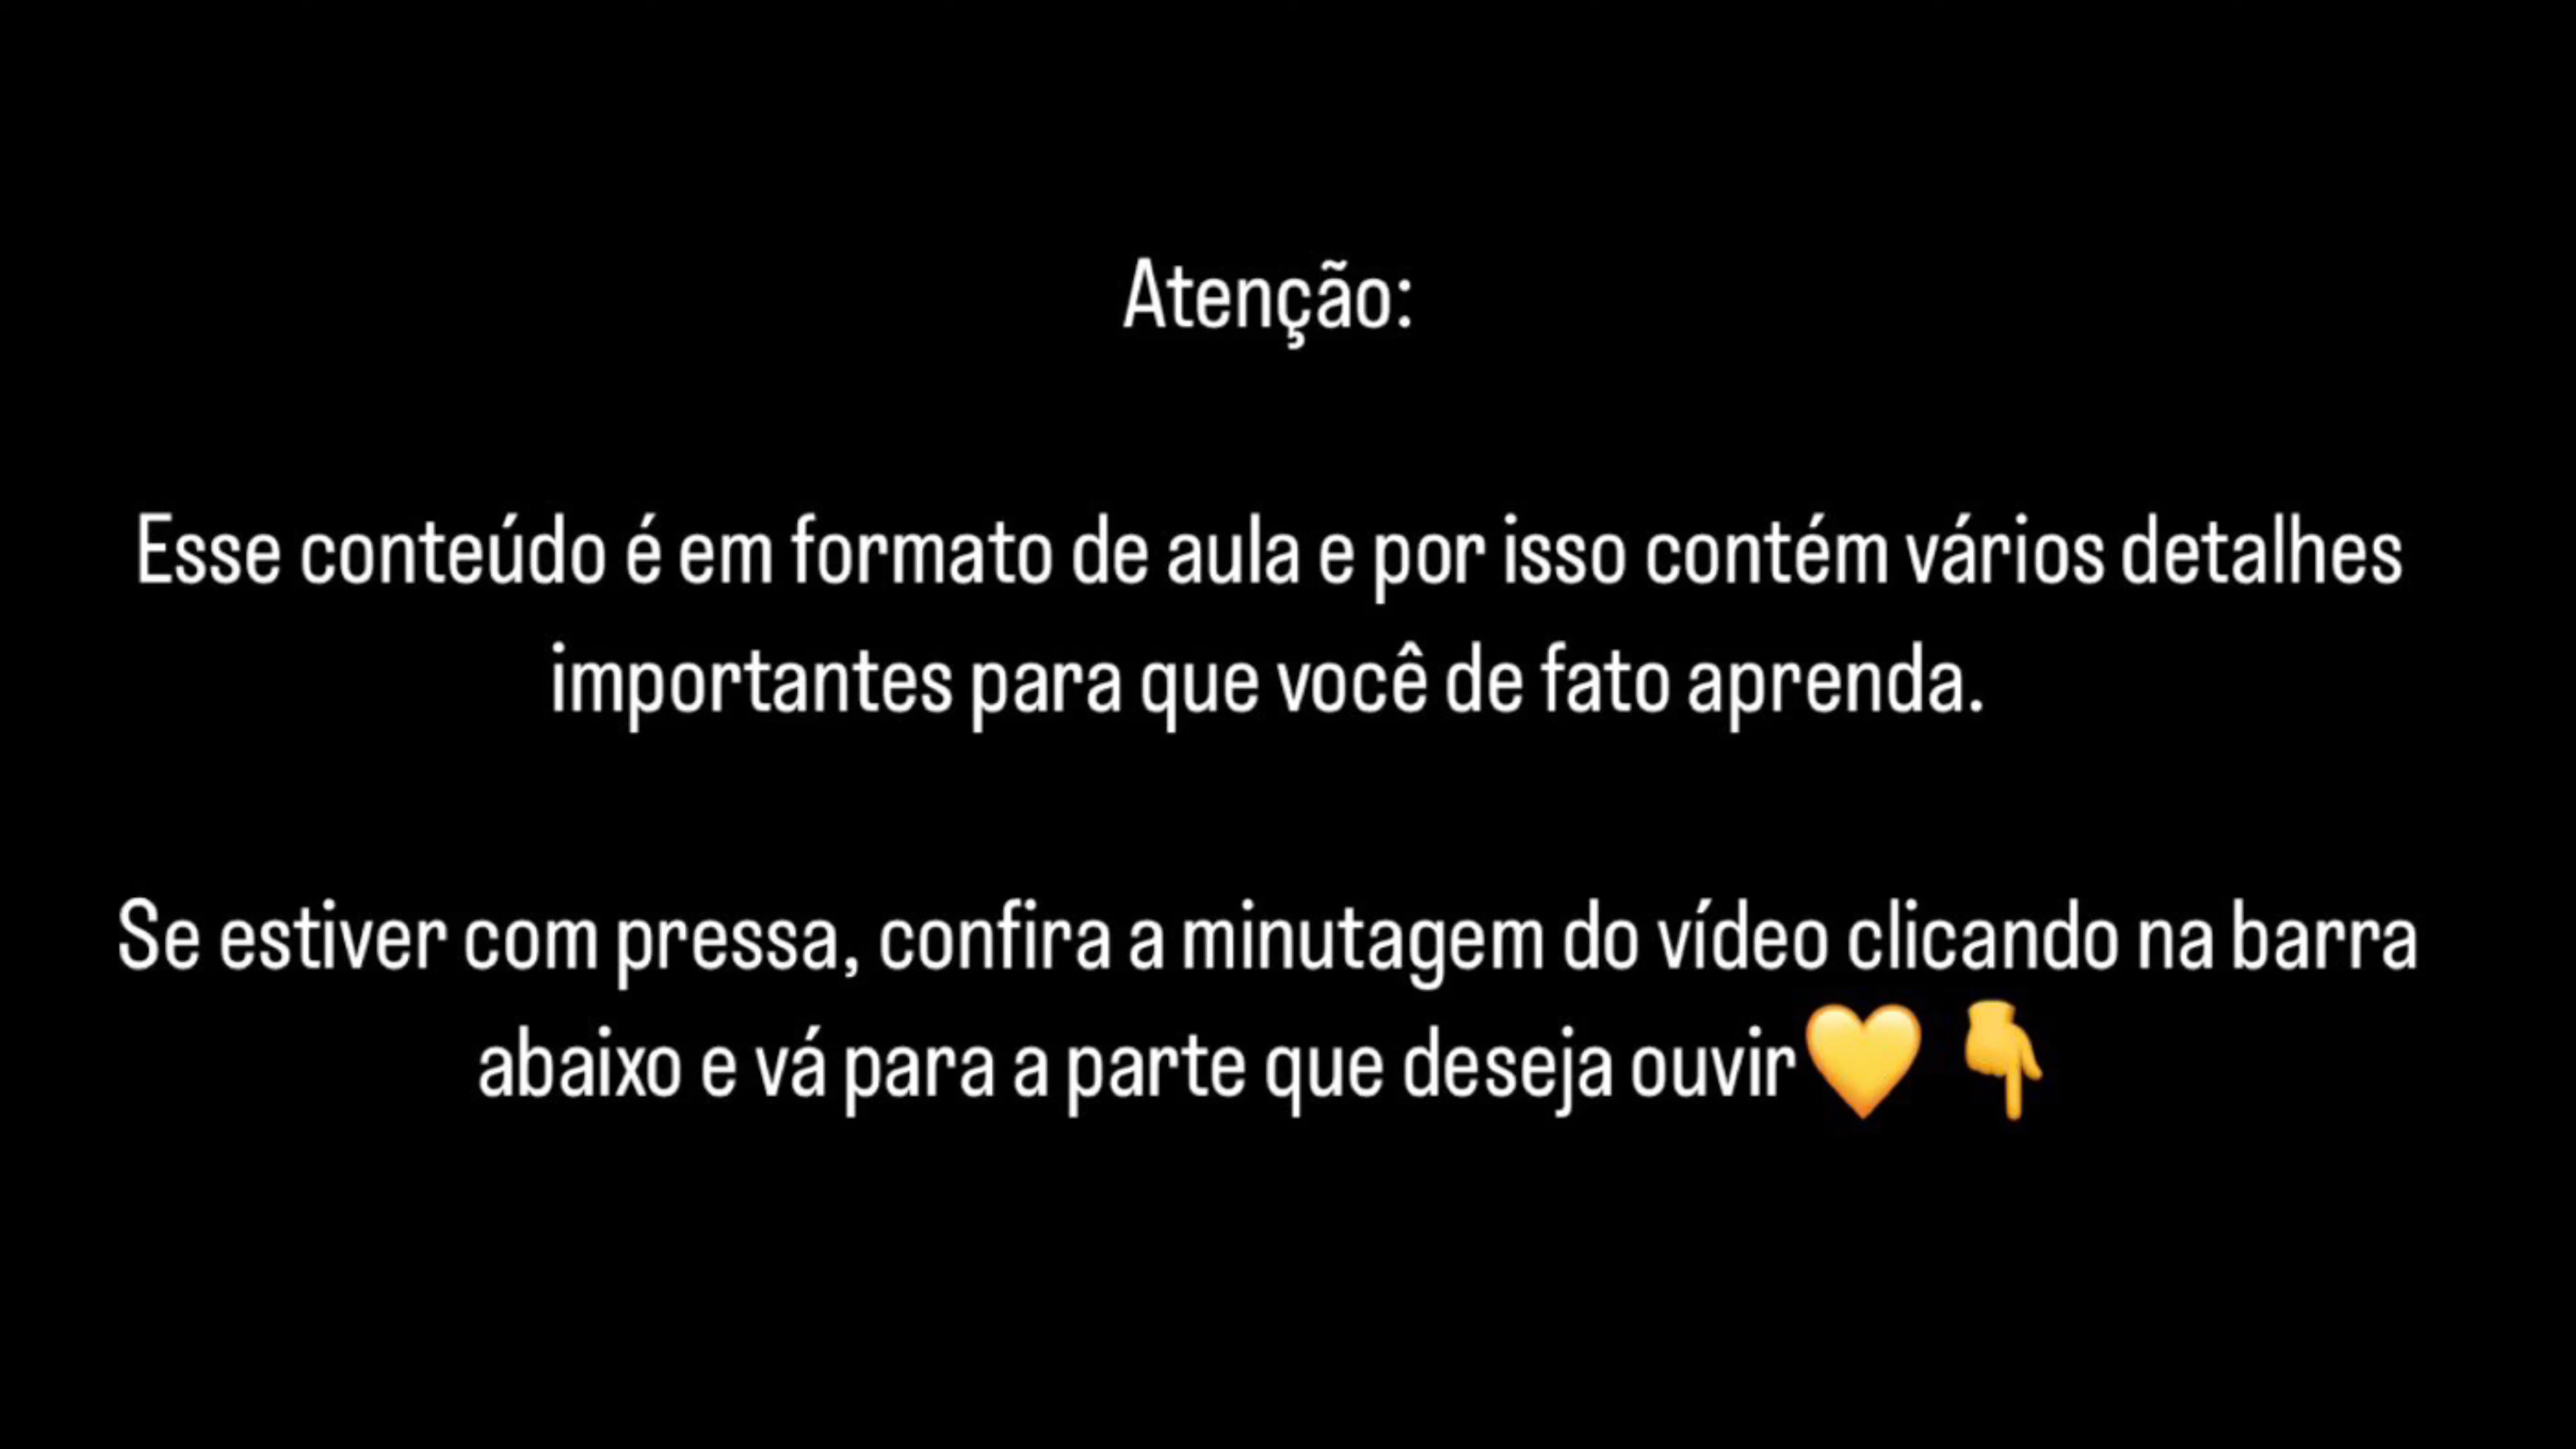 Atenção:
Esse conteúdo é em formato de aula e por isso contém vários detalhes
importantes para que você de fato aprenda.
Se estiver com pressa, confira a minutagem do vídeo clicando na barra
abaixo e vá para a parte que deseja ouvir💛 👇